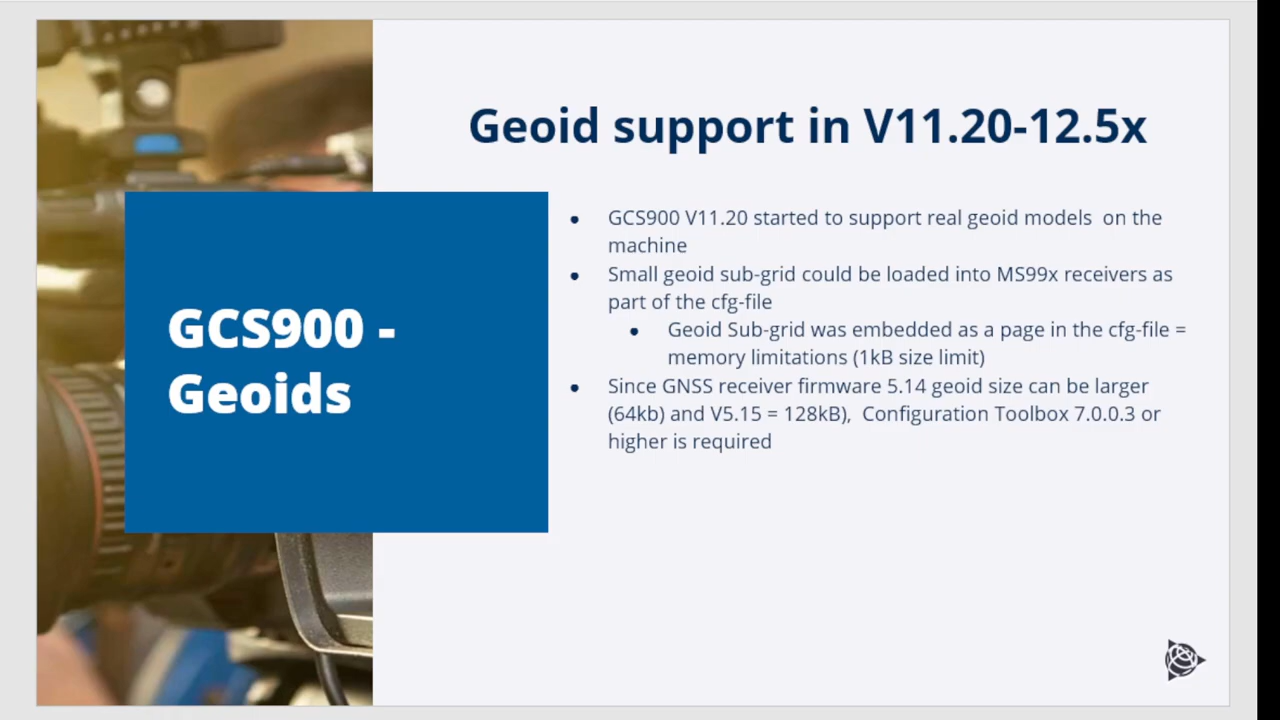 Geoid support in V11.20-12.5x
GCS900 -
Geoids
● GCS900 V11.20 started to support real geoid models on the
machine
● Small geoid sub-grid could be loaded into MS99x receivers as
part of the cfg-file
● Geoid Sub-grid was embedded as a page in the cfg-file =
memory limitations (1kB size limit)
● Since GNSS receiver firmware 5.14 geoid size can be larger
(64kb) and V5.15 = 128kB), Configuration Toolbox 7.0.0.3 or
higher is required